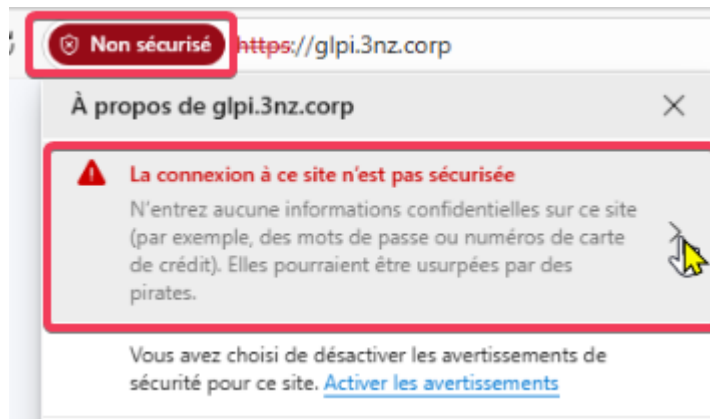 Non sécurisé https://glpi.3nz.corp
À propos de glpi.3nz.corp
La connexion à ce site n'est pas sécurisée
N'entrez aucune informations confidentielles sur ce site
(par exemple, des mots de passe ou numéros de carte
de crédit). Elles pourraient être usurpées par des
pirates.
Vous avez choisi de désactiver les avertissements de
sécurité pour ce site. Activer les avertissements